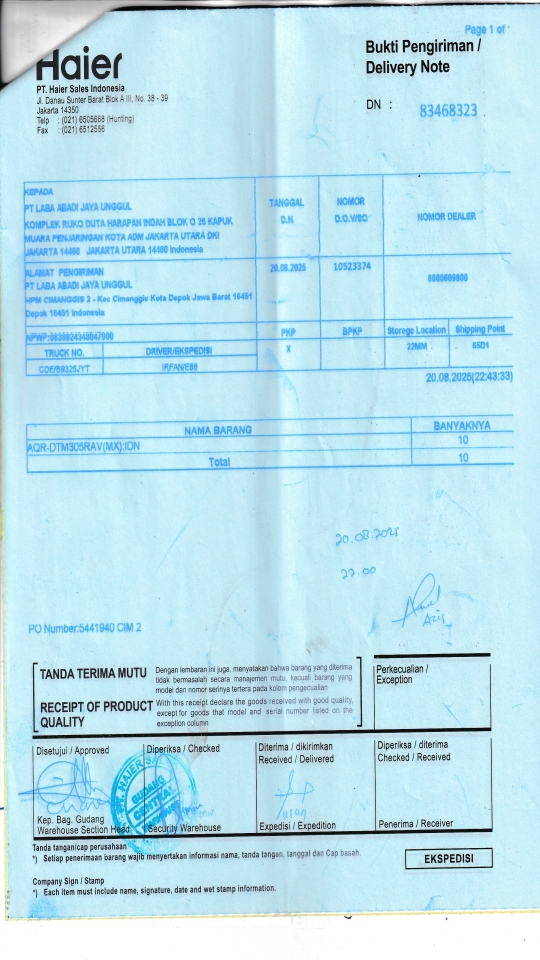 Page 1 of
Haier
Bukti Pengiriman /
Delivery Note
PT. Haier Sales Indonesia
Jl. Danau Sunter Barat Blok A III, No. 38 - 39
Jakarta 14350
Telp : (021) 6505668 (Hunting)
Fax : (021) 6512556
DN : 83468323
KEPADA
PT LABA ABADI JAYA UNGGUL
KOMPLEK RUKO DUTA HARAPAN INDAH BLOK O 26 KAPUK
MUARA PENJARINGAN KOTA ADM JAKARTA UTARA DKI
JAKARTA 14460 JAKARTA UTARA 14460 Indonesia
TANGGAL
D.N
NOMOR
D.O.V/SO
NOMOR DEALER
ALAMAT PENGIRIMAN
PT LABA ABADI JAYA UNGGUL
HPM CIMANGGIS 2 - Kec Cimanggis Kota Depok Jawa Barat 16451
Depok 16451 Indonesia
20.08.2025
10523374
PKP
BPKP
Storege Location
Shipping Point
TRUCK NO.
DRIVER/EKSPEDISI
X
22MM
65D1
20.08.2025(22:43:33)
NAMA BARANG
BANYAKNYA
AQR-DTM305RAV(MX):IDN
10
Total
10
20.08.2025
22.00
Azis
PO Number:5441940 CIM 2
TANDA TERIMA MUTU
Dengan lembaran ini juga, menyatakan bahwa barang yang diterima
tidak bermasalah secara manajemen mutu, kecuali barang yang
model dan nomor serinya tertera pada kolom pengecualian
RECEIPT OF PRODUCT
QUALITY
With this receipt declare the goods received with good quality,
except for goods that model and serial number listed on the
exception column
Perkecualian /
Exception
Disetujui / Approved
Diperiksa / Checked
Diterima / dikirimkan
Received / Delivered
Diperiksa / diterima
Checked / Received
Kep. Bag. Gudang
Warehouse Section Head
Security Warehouse
Expedisi / Expedition
Penerima / Receiver
Tanda tangan/cap perusahaan
*) Setiap penerimaan barang wajib menyertakan informasi nama, tanda tangan, tanggal dan Cap basah.
EKSPEDISI
Company Sign / Stamp
*) Each item must include name, signature, date and wet stamp information.